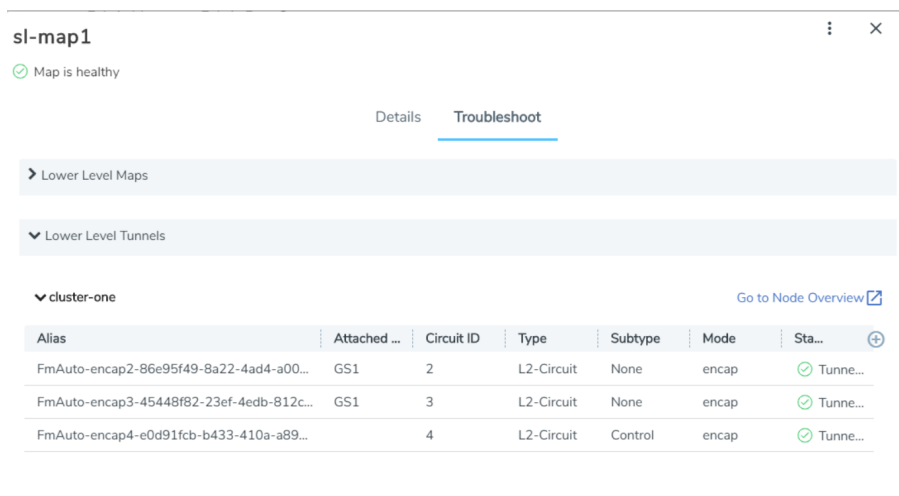 sl-map1
Map is healthy
Details Troubleshoot
Lower Level Maps
Lower Level Tunnels
cluster-one Go to Node Overview
Alias Attached ... Circuit ID Type Subtype Mode Sta...
FmAuto-encap2-86e95f49-8a22-4ad4-a00... GS1 2 L2-Circuit None encap Tunne...
FmAuto-encap3-45448f82-23ef-4edb-812c... GS1 3 L2-Circuit None encap Tunne...
FmAuto-encap4-e0d91fcb-b433-410a-a89... 4 L2-Circuit Control encap Tunne...